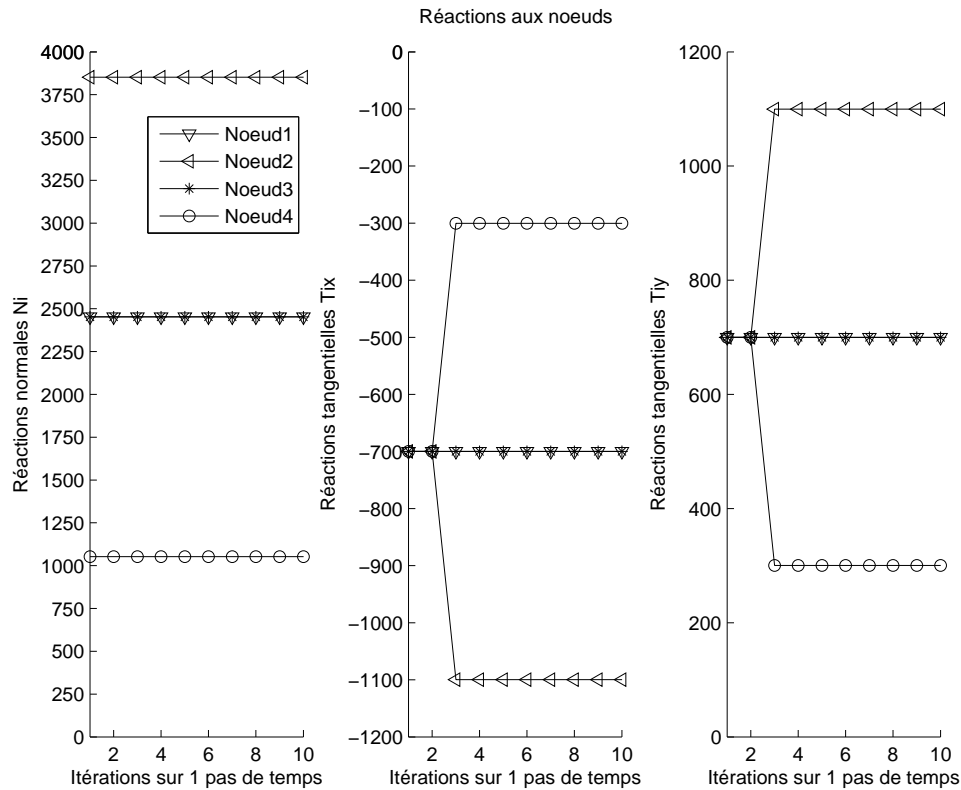 Réactions aux noeuds
Réactions normales Ni
4000
3750
3500
3250
3000
2750
2500
2250
2000
1750
1500
1250
1000
750
500
250
0
Noeud1
Noeud2
Noeud3
Noeud4
2 4 6 8 10
Itérations sur 1 pas de temps
Réactions tangentielles Tix
0
−100
−200
−300
−400
−500
−600
−700
−800
−900
−1000
−1100
−1200
2 4 6 8 10
Itérations sur 1 pas de temps
Réactions tangentielles Tiy
1200
1000
800
600
400
200
0
2 4 6 8 10
Itérations sur 1 pas de temps